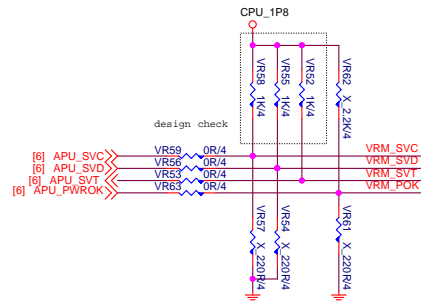 CPU_1P8
VR58 1K/4
VR55 1K/4
VR52 1K/4
VR62 X_2.2K/4
design check
[6] APU_SVC VR59 0R/4 VRM_SVC
[6] APU_SVD VR56 0R/4 VRM_SVD
[6] APU_SVT VR53 0R/4 VRM_SVT
[6] APU_PWROK VR63 0R/4 VRM_POK
VR57 X_220R/4
VR54 X_220R/4
VR61 X_220R/4